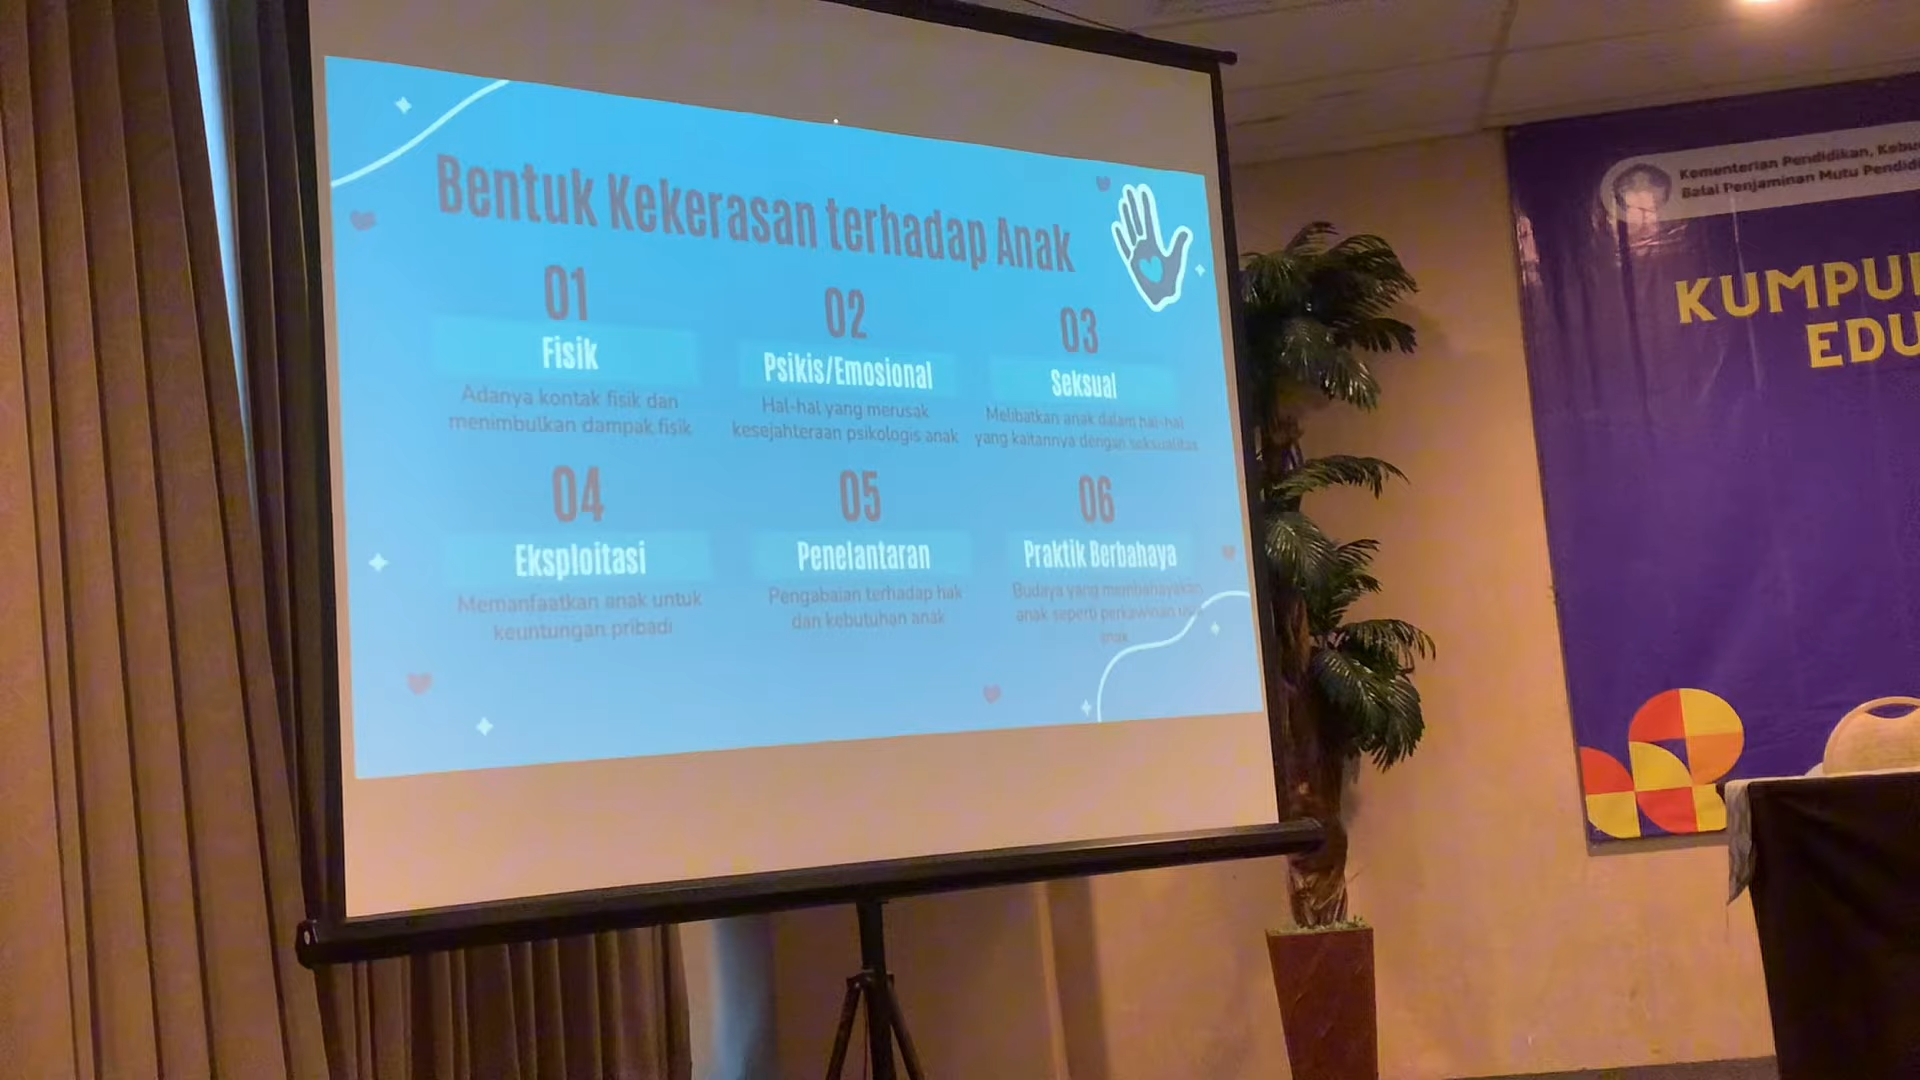 Bentuk Kekerasan terhadap Anak
01
Fisik
Adanya kontak fisik dan
menimbulkan dampak fisik
02
Psikis/Emosional
Hal-hal yang merusak
kesejahteraan psikologis anak
03
Seksual
Melibatkan anak dalam hal-hal
yang kaitannya dengan seksualitas
04
Eksploitasi
Memanfaatkan anak untuk
keuntungan pribadi
05
Penelantaran
Pengabaian terhadap hak
dan kebutuhan anak
06
Praktik Berbahaya
Budaya yang membahayakan
anak seperti perkawinan
anak
Kementerian Pendidikan,
Balai Penjaminan Mutu
KUMPU
EDU